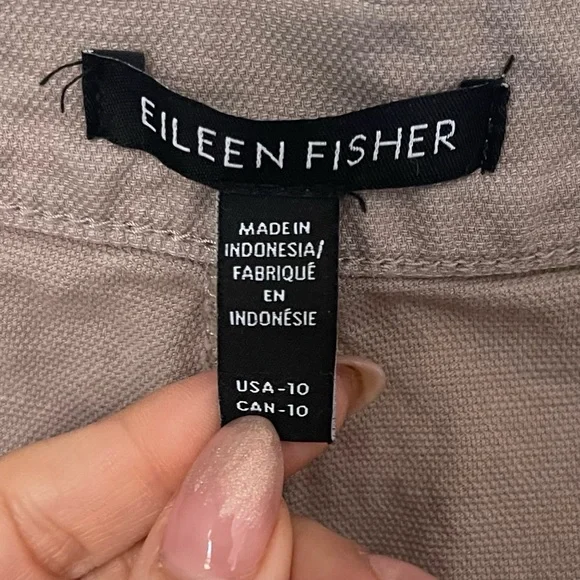 EILEEN FISHER
MADE IN
INDONESIA/
FABRIQUÉ
EN
INDONÉSIE
USA-10
CAN-10